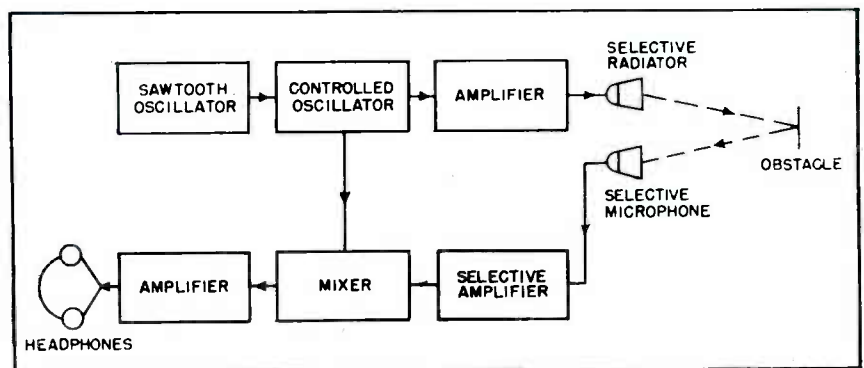 SELECTIVE
RADIATOR
SAWTOOTH
OSCILLATOR
CONTROLLED
OSCILLATOR
AMPLIFIER
OBSTACLE
SELECTIVE
MICROPHONE
AMPLIFIER
MIXER
SELECTIVE
AMPLIFIER
HEADPHONES